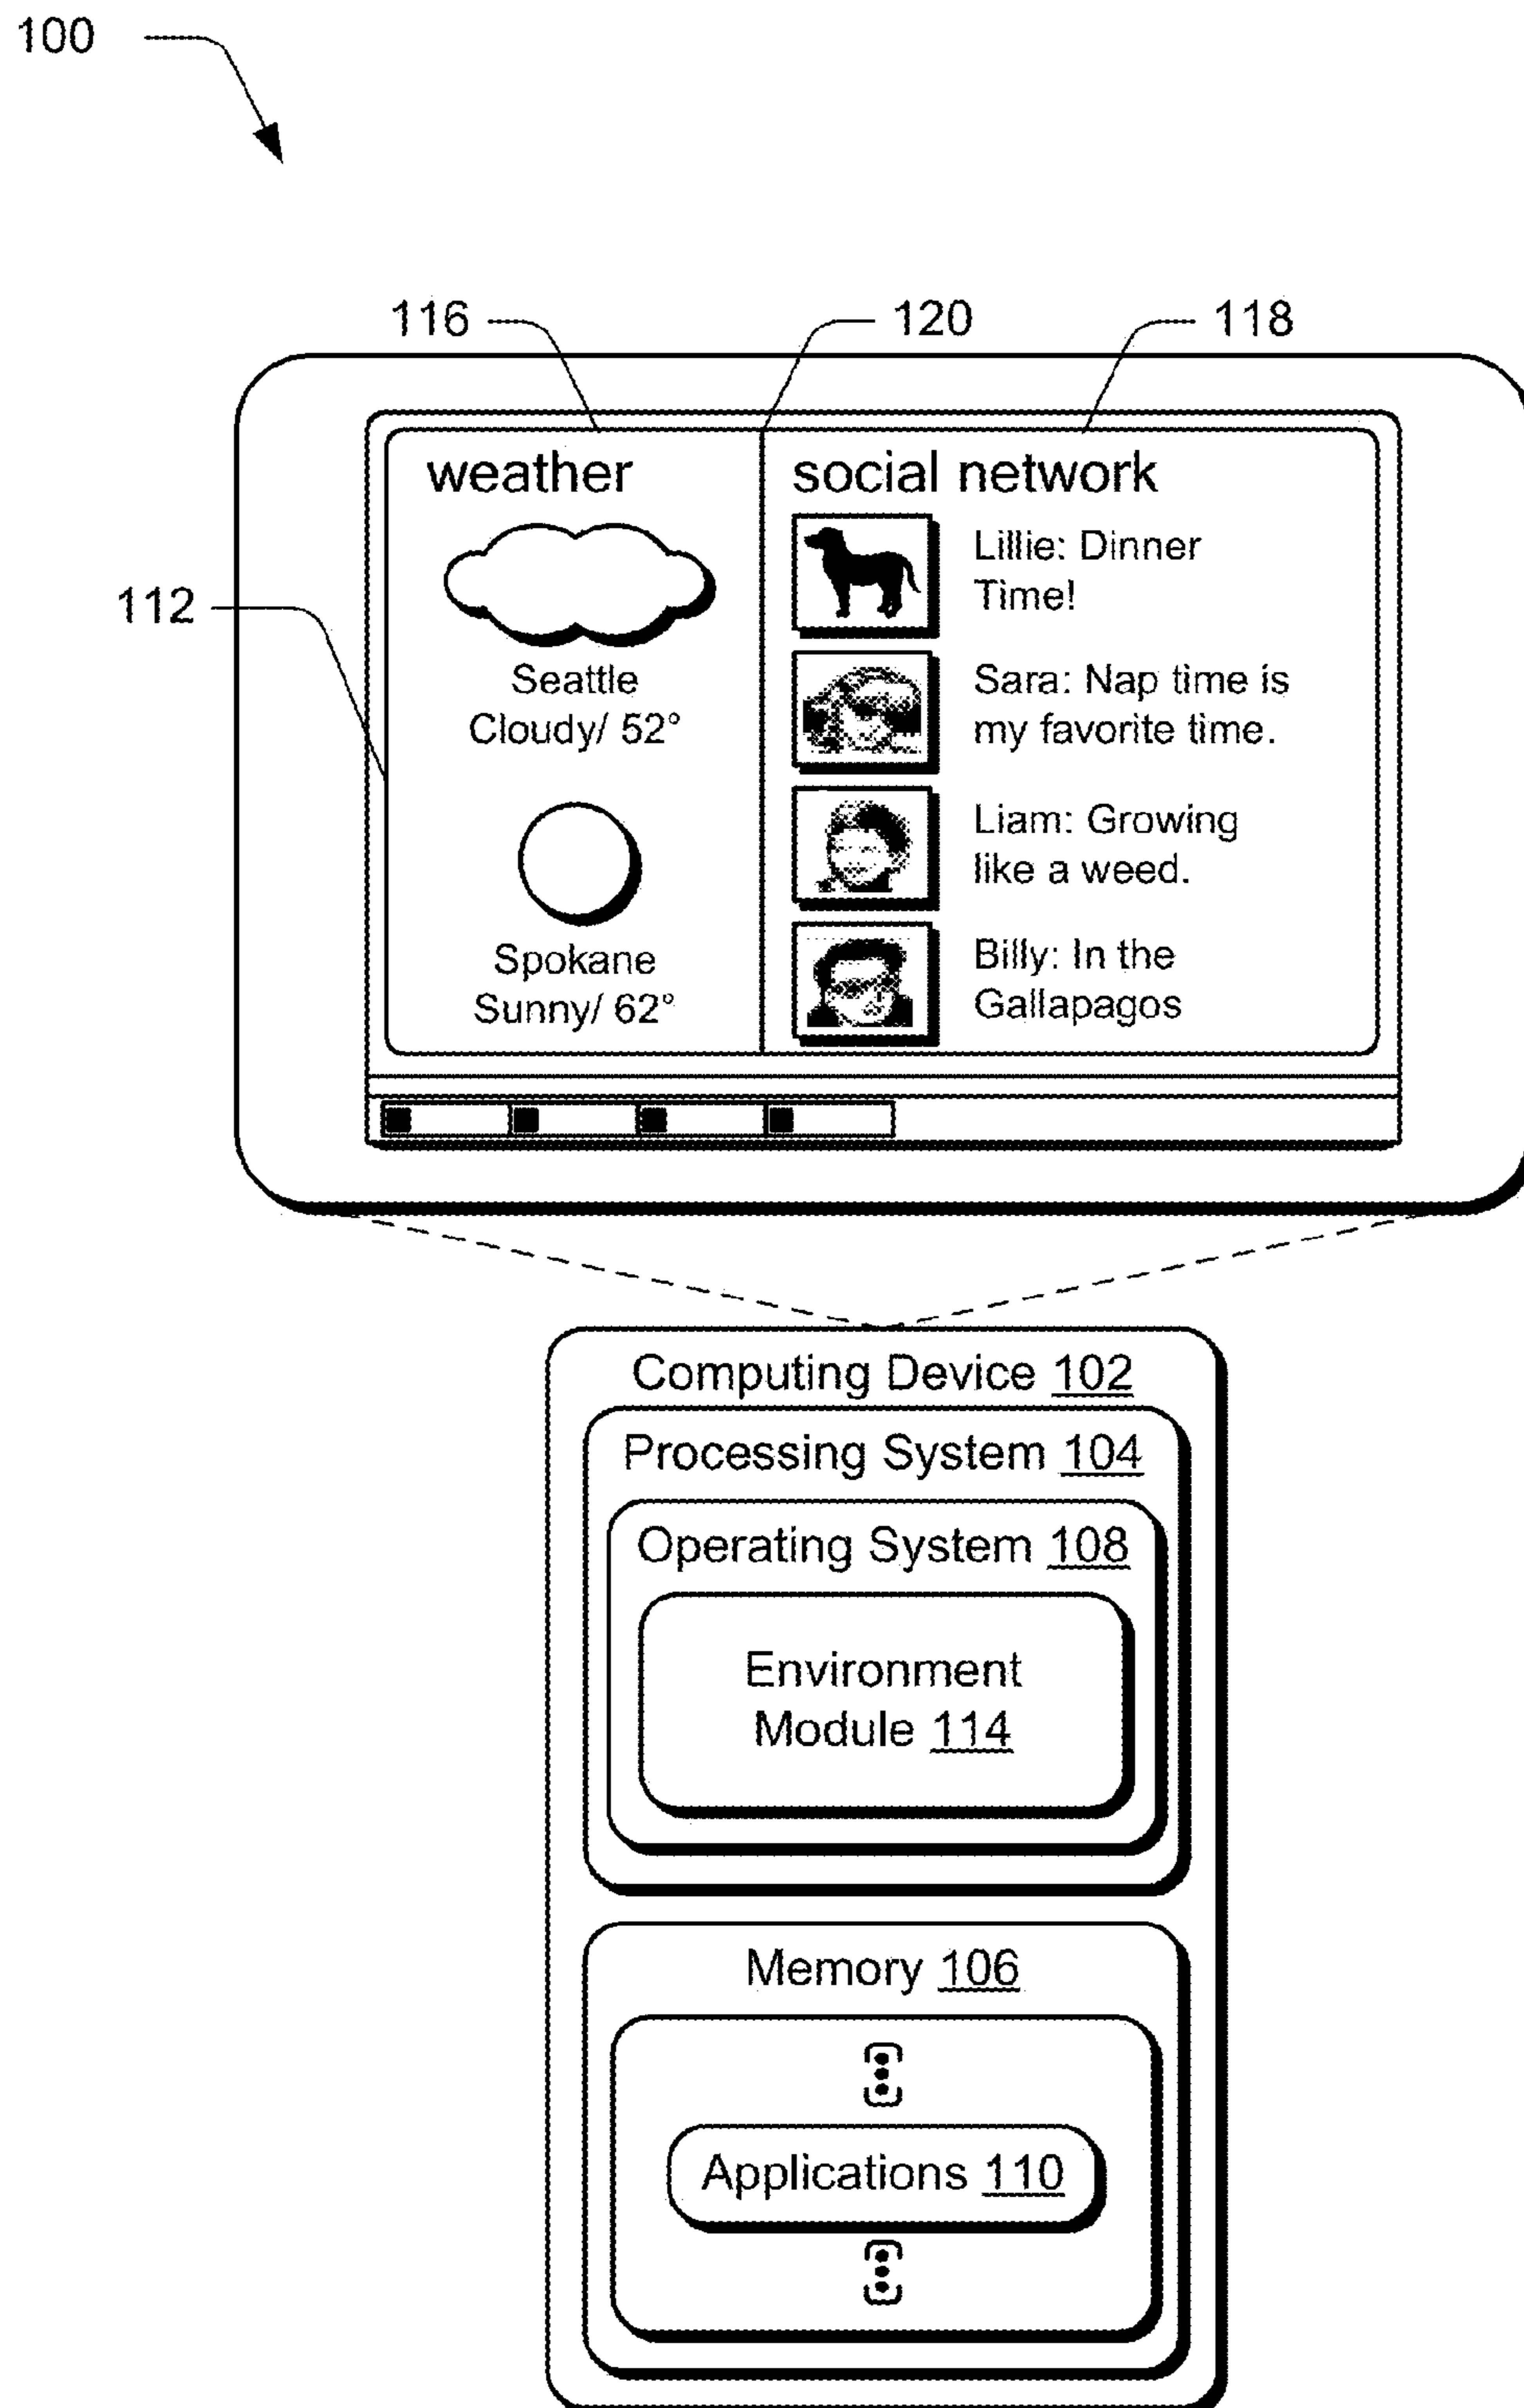 100
116
120
118
112
weather
Seattle
Cloudy/ 52°
Spokane
Sunny/ 62°
social network
Lillie: Dinner
Time!
Sara: Nap time is
my favorite time.
Liam: Growing
like a weed.
Billy: In the
Gallapagos
Computing Device 102
Processing System 104
Operating System 108
Environment
Module 114
Memory 106
Applications 110